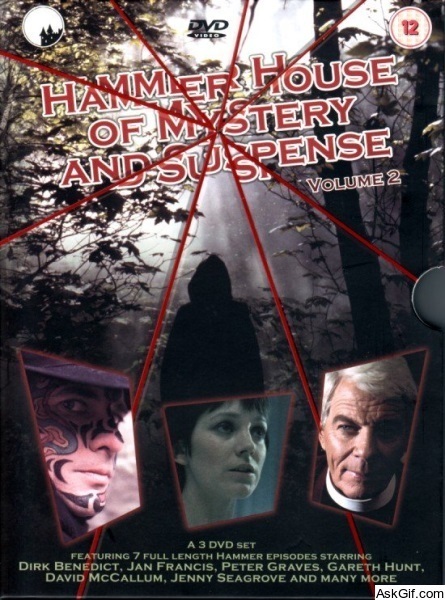 DVD
VIDEO
12
HAMMER HOUSE
OF MYSTERY
AND SUSPENSE
VOLUME 2
A 3 DVD SET
FEATURING 7 FULL LENGTH HAMMER EPISODES STARRING
DIRK BENEDICT, JAN FRANCIS, PETER GRAVES, GARETH HUNT,
DAVID MCCALLUM, JENNY SEAGROVE AND MANY MORE
AskGif.com